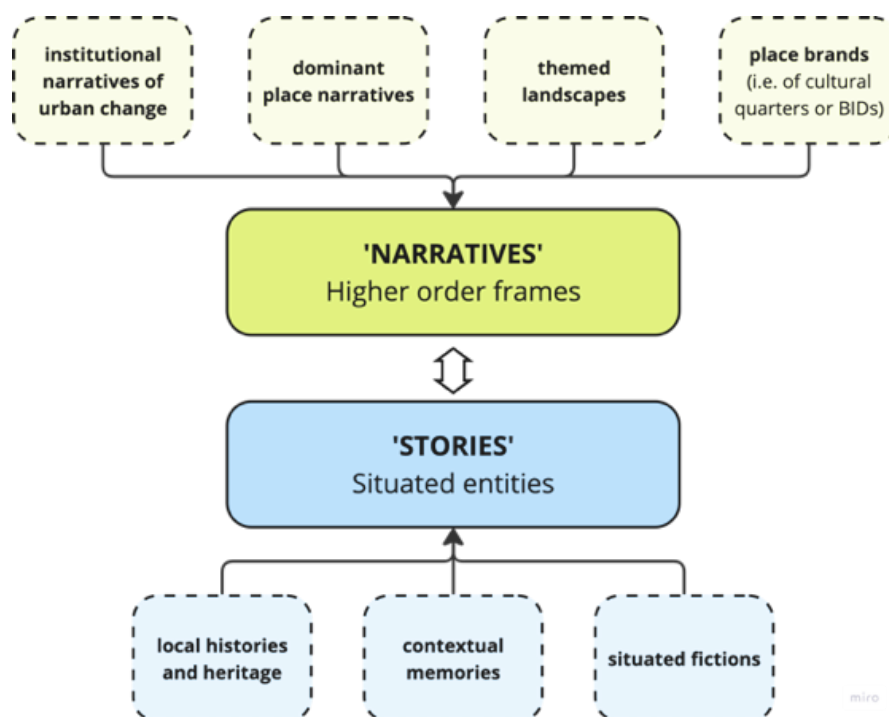 institutional
narratives of
urban change
dominant
place narratives
themed
landscapes
place brands
(i.e. of cultural
quarters or BIDs)
'NARRATIVES'
Higher order frames
'STORIES'
Situated entities
local histories
and heritage
contextual
memories
situated fictions
miro